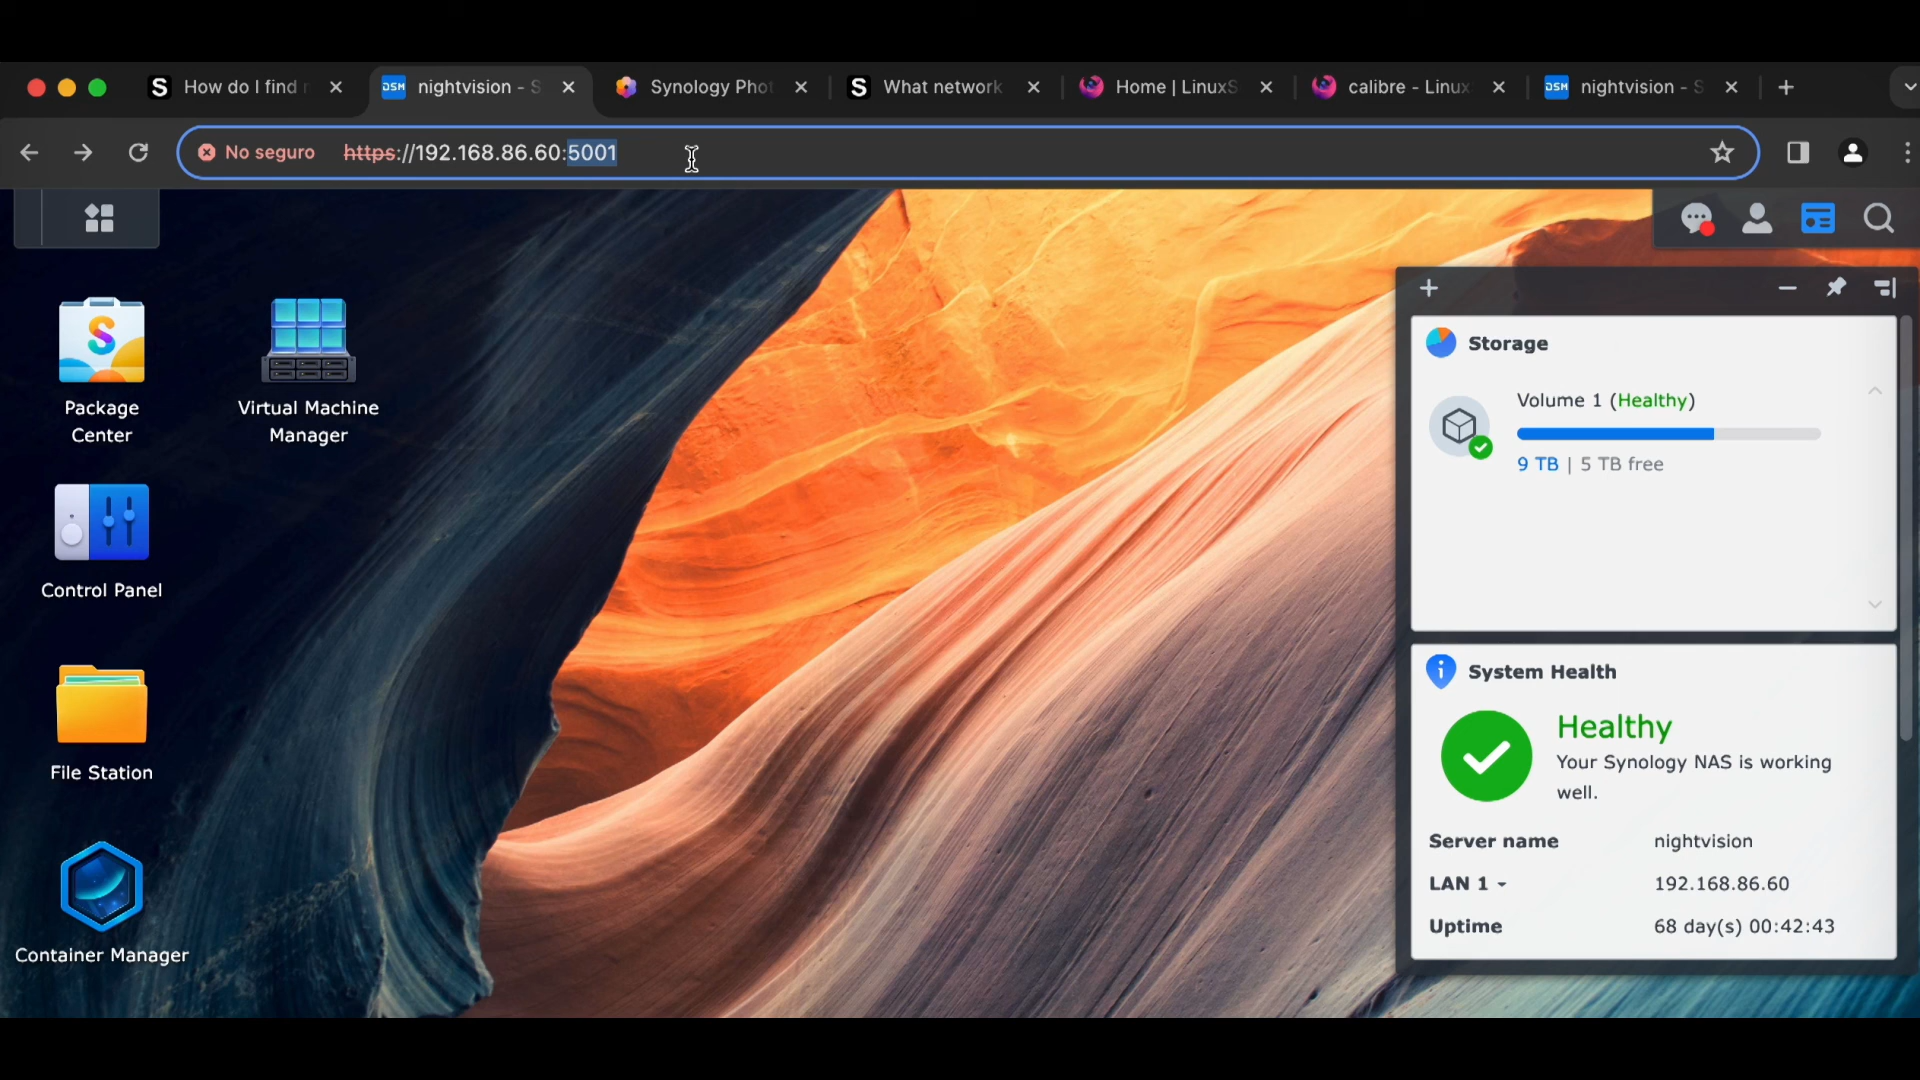 How do I find
nightvision - S
Synology Phot
What network
Home | LinuxS
calibre - Linux
nightvision - S
No seguro
https://192.168.86.60:5001
Package
Center
Virtual Machine
Manager
Control Panel
File Station
Container Manager
Storage
Volume 1 (Healthy)
9 TB | 5 TB free
System Health
Healthy
Your Synology NAS is working
well.
Server name nightvision
LAN 1 192.168.86.60
Uptime 68 day(s) 00:42:43